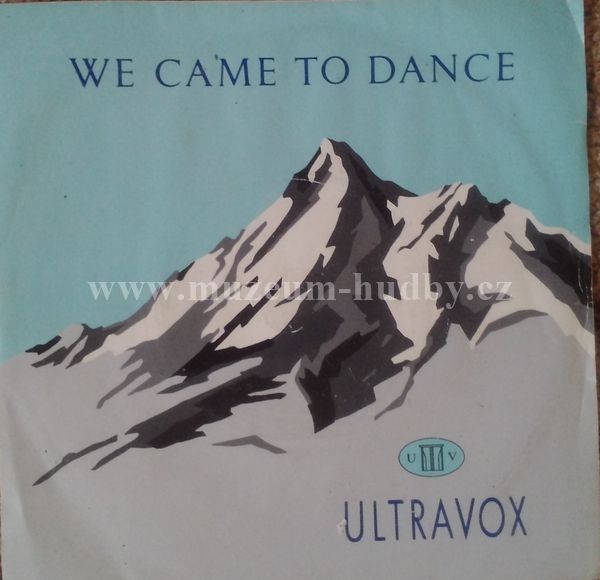 WE CAME TO DANCE
www.muzeum-hudby.cz
U V
ULTRAVOX